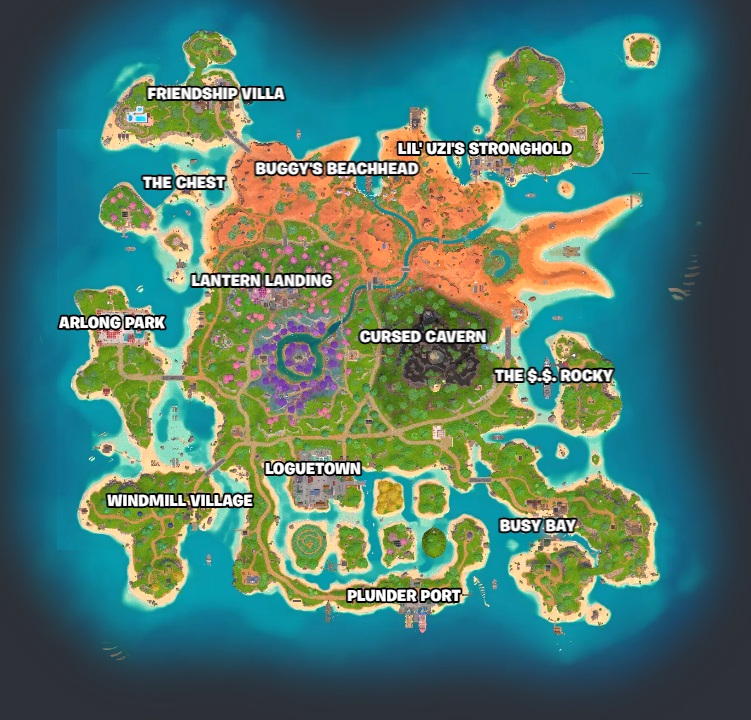 FRIENDSHIP VILLA
LIL' UZI'S STRONGHOLD
BUGGY'S BEACHHEAD
THE CHEST
LANTERN LANDING
ARLONG PARK
CURSED CAVERN
THE $.$. ROCKY
LOGUETOWN
WINDMILL VILLAGE
BUSY BAY
PLUNDER PORT